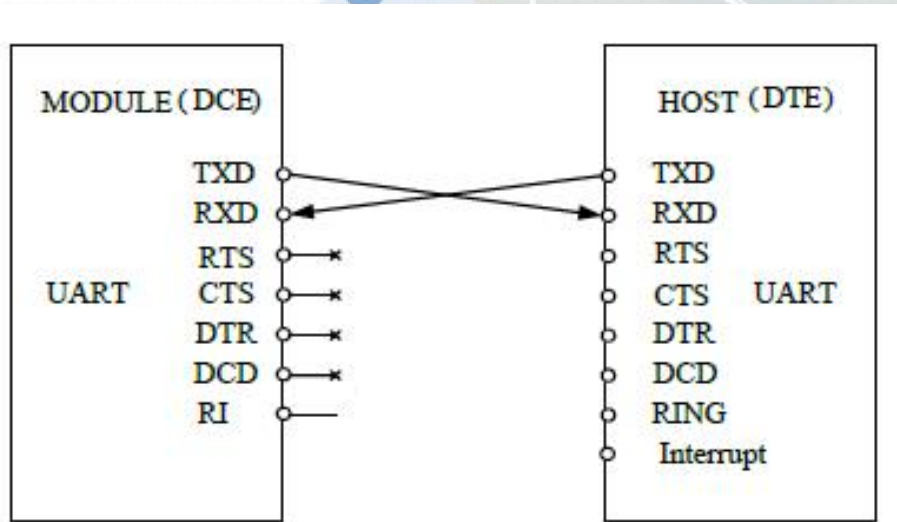 MODULE (DCE)
TXD
RXD
RTS
UART CTS
DTR
DCD
RI
HOST (DTE)
TXD
RXD
RTS
CTS UART
DTR
DCD
RING
Interrupt